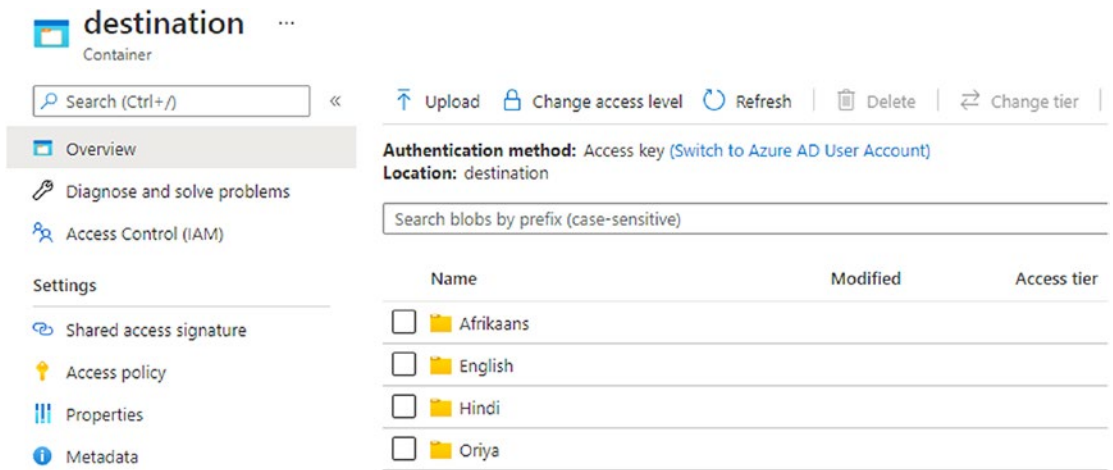 destination ...
Container
Search (Ctrl+/) «
Overview
Diagnose and solve problems
Access Control (IAM)
Settings
Shared access signature
Access policy
Properties
Metadata
Upload Change access level Refresh Delete Change tier
Authentication method: Access key (Switch to Azure AD User Account)
Location: destination
Search blobs by prefix (case-sensitive)
Name Modified Access tier
Afrikaans
English
Hindi
Oriya